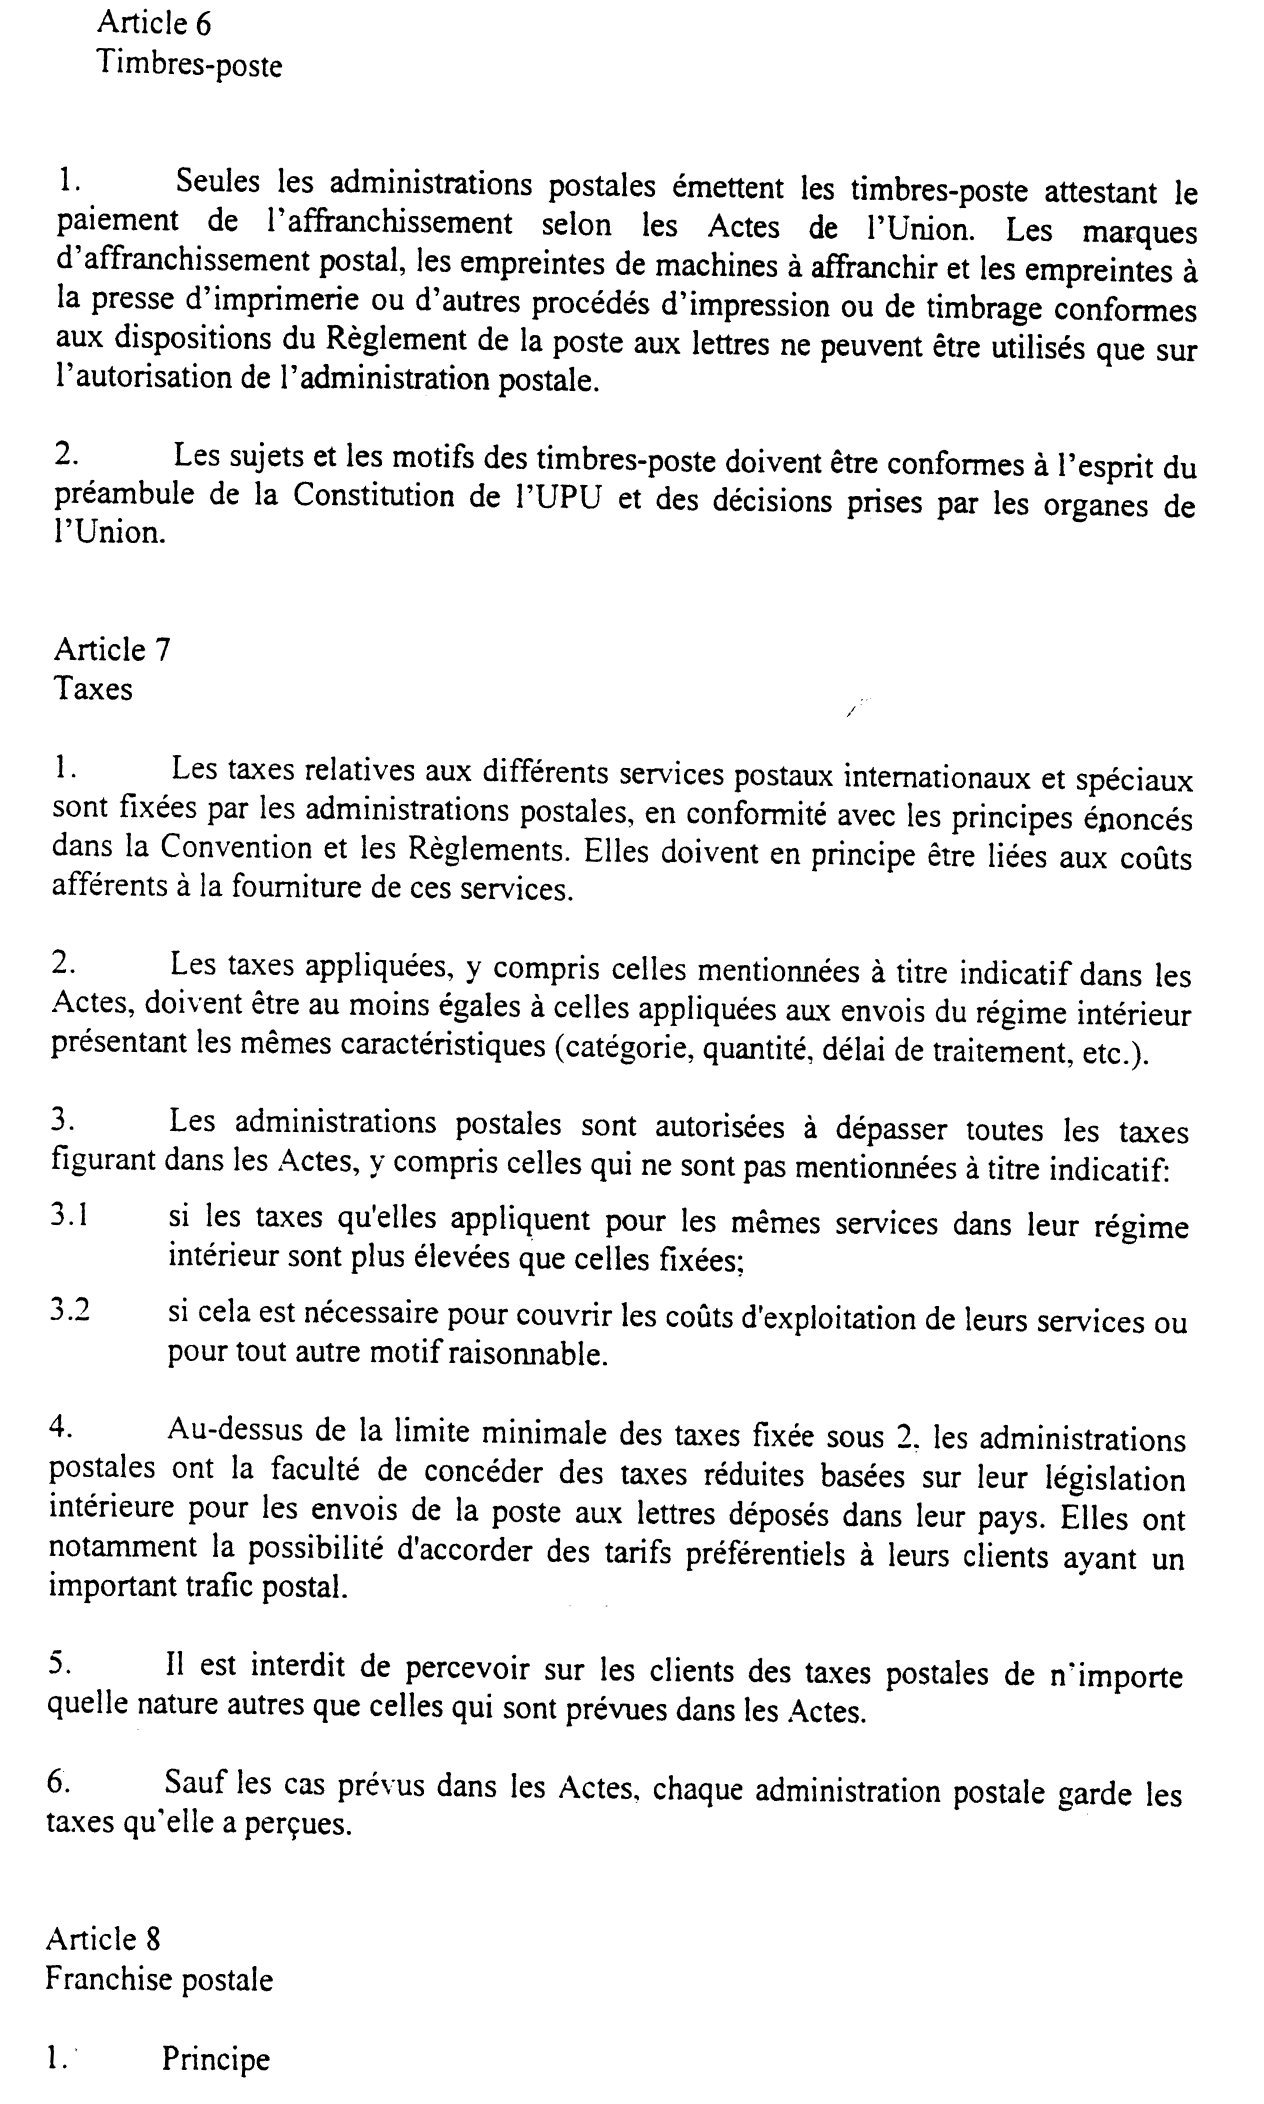 Article 6
Timbres-poste
1. Seules les administrations postales émettent les timbres-poste attestant le
paiement de l'affranchissement selon les Actes de l'Union. Les marques
d'affranchissement postal, les empreintes de machines à affranchir et les empreintes à
la presse d'imprimerie ou d'autres procédés d'impression ou de timbrage conformes
aux dispositions du Règlement de la poste aux lettres ne peuvent être utilisés que sur
l'autorisation de l'administration postale.
2. Les sujets et les motifs des timbres-poste doivent être conformes à l'esprit du
préambule de la Constitution de l'UPU et des décisions prises par les organes de
l'Union.
Article 7
Taxes
1. Les taxes relatives aux différents services postaux internationaux et spéciaux
sont fixées par les administrations postales, en conformité avec les principes énoncés
dans la Convention et les Règlements. Elles doivent en principe être liées aux coûts
afférents à la fourniture de ces services.
2. Les taxes appliquées, y compris celles mentionnées à titre indicatif dans les
Actes, doivent être au moins égales à celles appliquées aux envois du régime intérieur
présentant les mêmes caractéristiques (catégorie, quantité, délai de traitement, etc.).
3. Les administrations postales sont autorisées à dépasser toutes les taxes
figurant dans les Actes, y compris celles qui ne sont pas mentionnées à titre indicatif:
3.1 si les taxes qu'elles appliquent pour les mêmes services dans leur régime
intérieur sont plus élevées que celles fixées;
3.2 si cela est nécessaire pour couvrir les coûts d'exploitation de leurs services ou
pour tout autre motif raisonnable.
4. Au-dessus de la limite minimale des taxes fixée sous 2, les administrations
postales ont la faculté de concéder des taxes réduites basées sur leur législation
intérieure pour les envois de la poste aux lettres déposés dans leur pays. Elles ont
notamment la possibilité d'accorder des tarifs préférentiels à leurs clients ayant un
important trafic postal.
5. Il est interdit de percevoir sur les clients des taxes postales de n'importe
quelle nature autres que celles qui sont prévues dans les Actes.
6. Sauf les cas prévus dans les Actes, chaque administration postale garde les
taxes qu'elle a perçues.
Article 8
Franchise postale
1. Principe